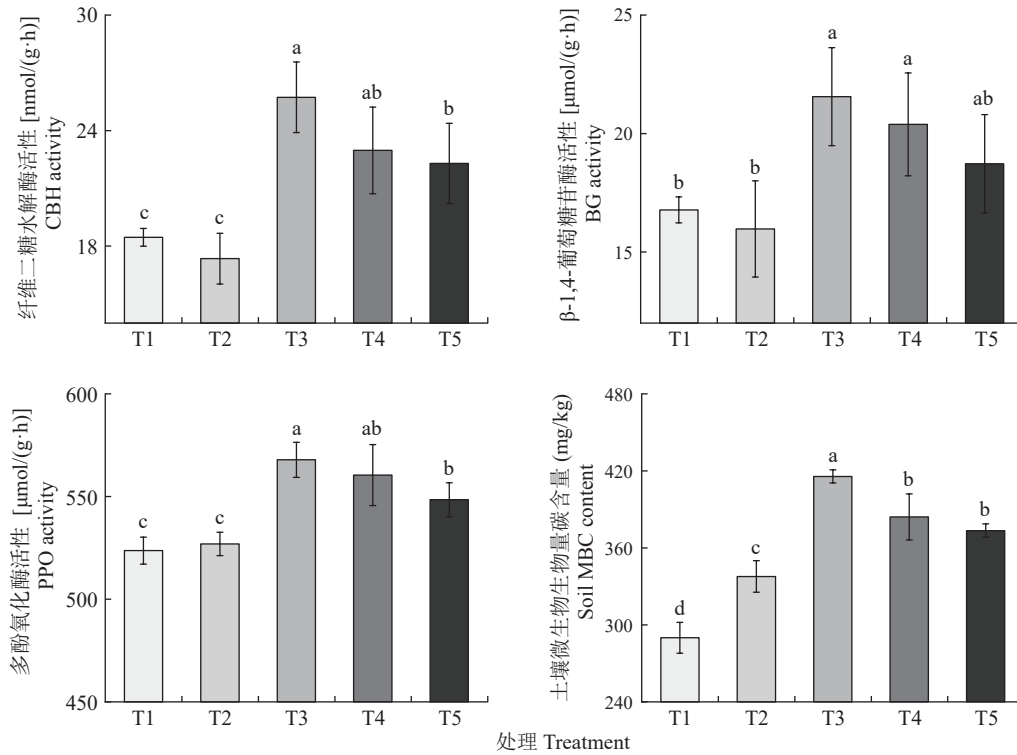 纤维二糖水解酶活性 [nmol/(g·h)]
CBH activity
30
24
18
c
c
a
ab
b
T1 T2 T3 T4 T5
β-1,4-葡萄糖苷酶活性 [μmol/(g·h)]
BG activity
25
20
15
b
b
a
a
ab
T1 T2 T3 T4 T5
多酚氧化酶活性 [μmol/(g·h)]
PPO activity
600
550
500
450
c
c
a
ab
b
T1 T2 T3 T4 T5
土壤微生物生物量碳含量 (mg/kg)
Soil MBC content
480
420
360
300
240
d
c
a
b
b
T1 T2 T3 T4 T5
处理 Treatment